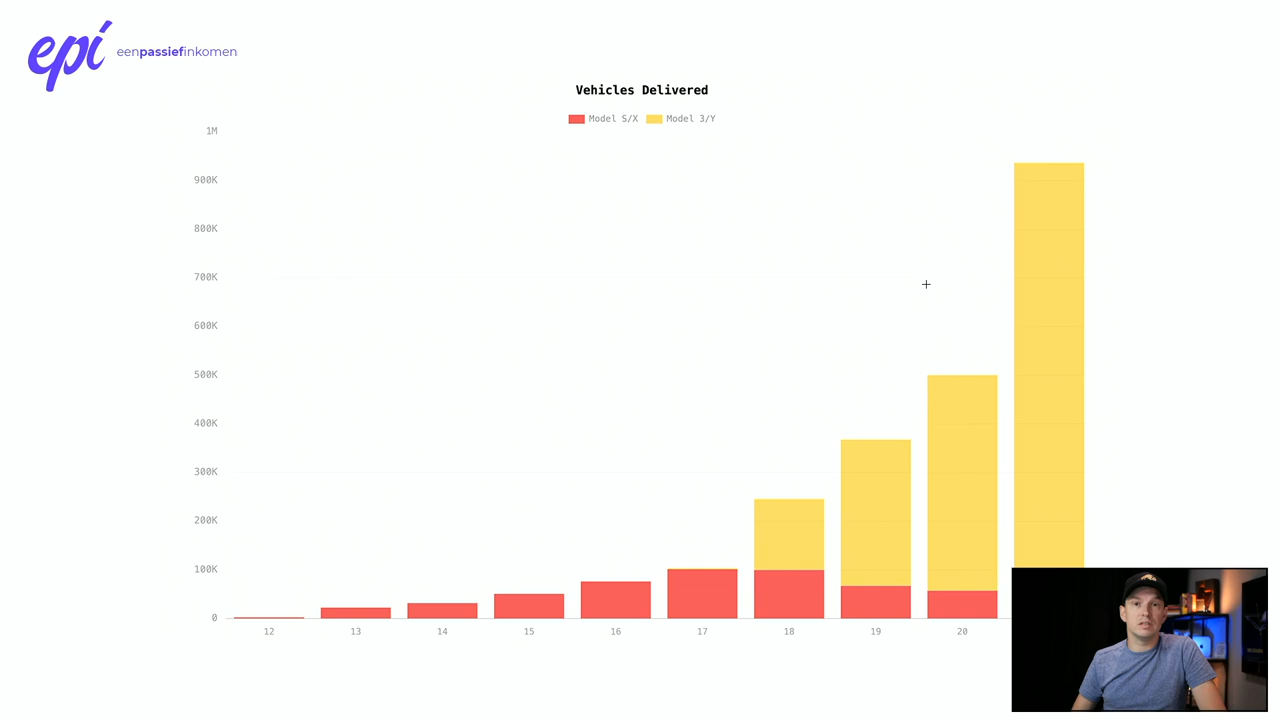 epi
eenpassiefinkomen
Vehicles Delivered
Model S/X Model 3/Y
1M
900K
800K
700K
600K
500K
400K
300K
200K
100K
0
12 13 14 15 16 17 18 19 20